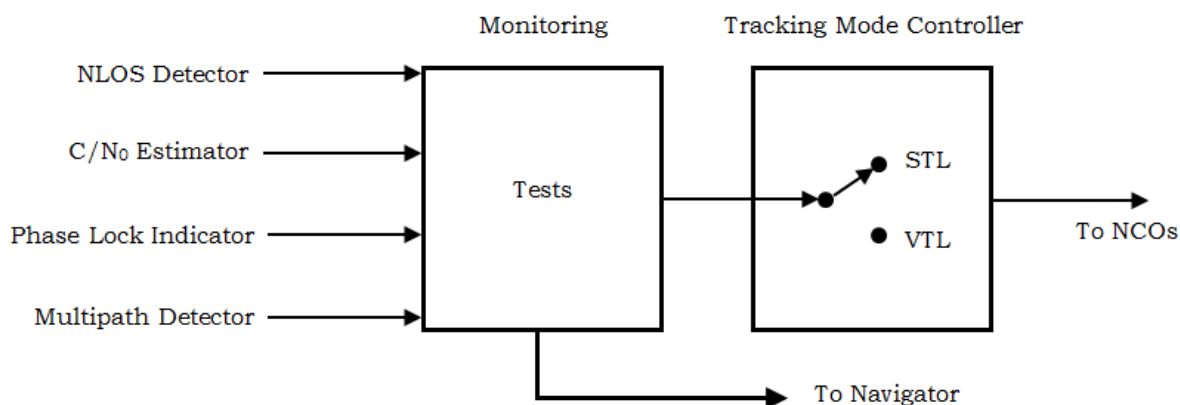 Monitoring
Tracking Mode Controller
NLOS Detector
C/N₀ Estimator
Phase Lock Indicator
Multipath Detector
Tests
STL
VTL
To NCOs
To Navigator